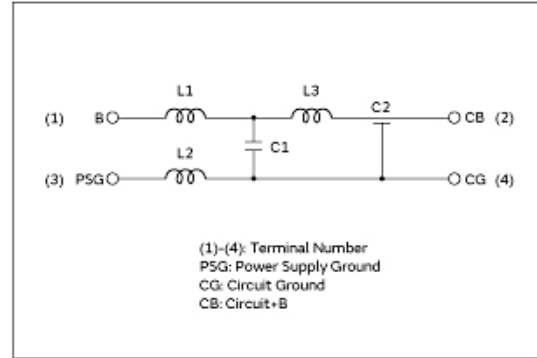 L1
L3
C2
(1) B
CB (2)
C1
L2
(3) PSG
CG (4)
(1)-(4): Terminal Number
PSG: Power Supply Ground
CG: Circuit Ground
CB: Circuit+B